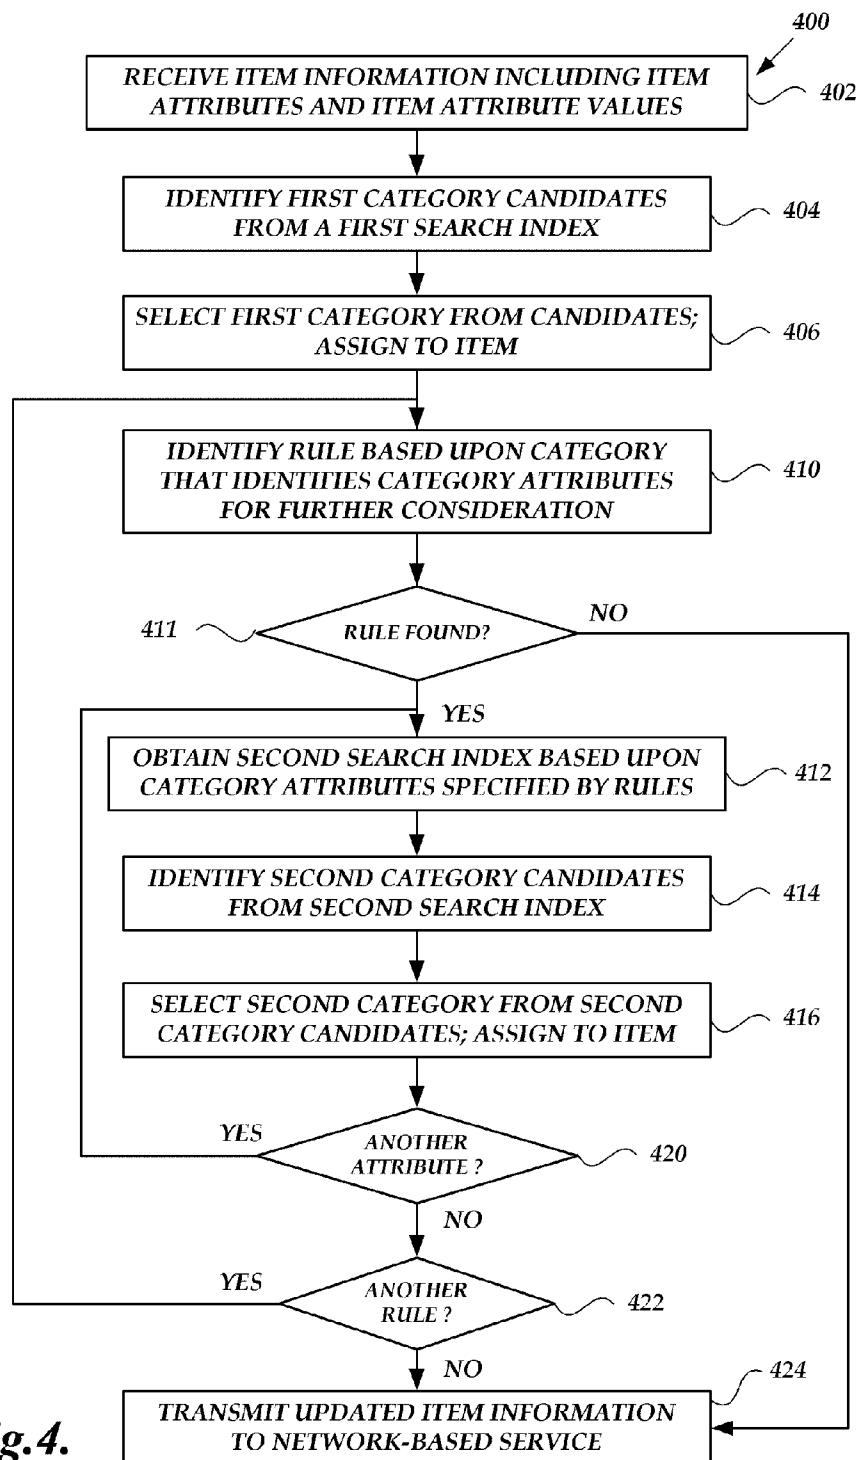 400
RECEIVE ITEM INFORMATION INCLUDING ITEM
ATTRIBUTES AND ITEM ATTRIBUTE VALUES
402
IDENTIFY FIRST CATEGORY CANDIDATES
FROM A FIRST SEARCH INDEX
404
SELECT FIRST CATEGORY FROM CANDIDATES;
ASSIGN TO ITEM
406
IDENTIFY RULE BASED UPON CATEGORY
THAT IDENTIFIES CATEGORY ATTRIBUTES
FOR FURTHER CONSIDERATION
410
411
RULE FOUND?
NO
YES
OBTAIN SECOND SEARCH INDEX BASED UPON
CATEGORY ATTRIBUTES SPECIFIED BY RULES
412
IDENTIFY SECOND CATEGORY CANDIDATES
FROM SECOND SEARCH INDEX
414
SELECT SECOND CATEGORY FROM SECOND
CATEGORY CANDIDATES; ASSIGN TO ITEM
416
YES
ANOTHER
ATTRIBUTE ?
420
NO
YES
ANOTHER
RULE ?
422
NO
424
TRANSMIT UPDATED ITEM INFORMATION
TO NETWORK-BASED SERVICE
ig.4.